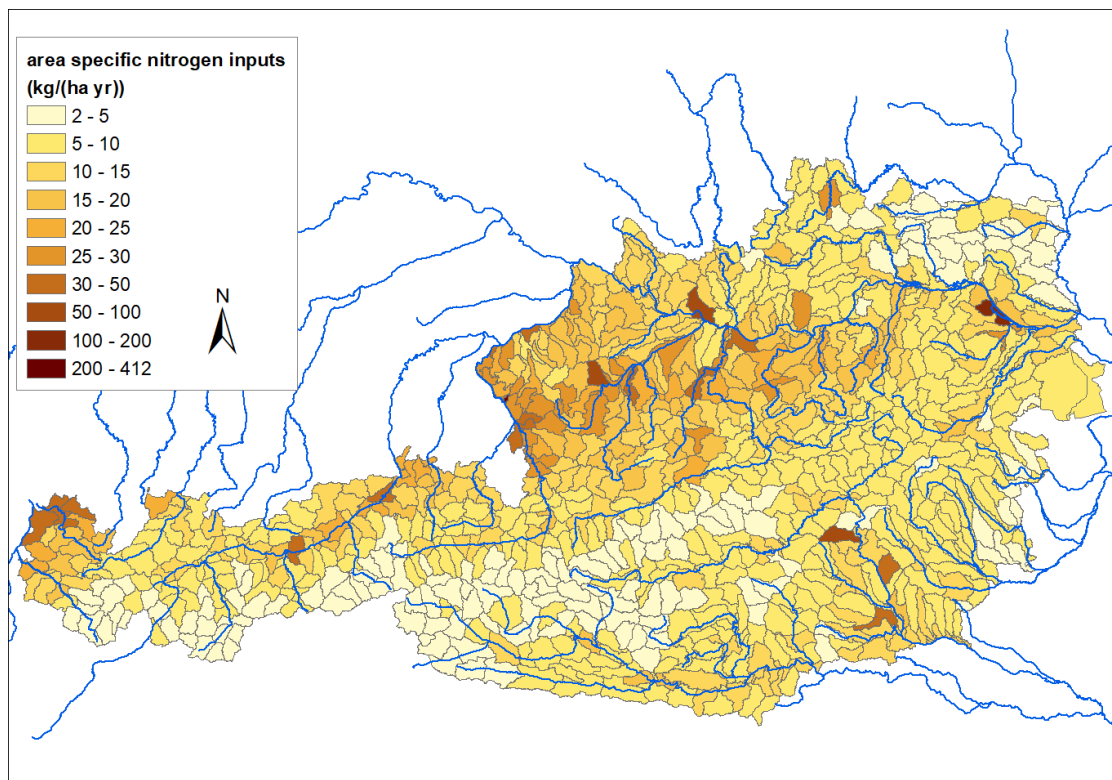 area specific nitrogen inputs
(kg/(ha yr))
2 - 5
5 - 10
10 - 15
15 - 20
20 - 25
25 - 30
30 - 50
50 - 100
100 - 200
200 - 412
N